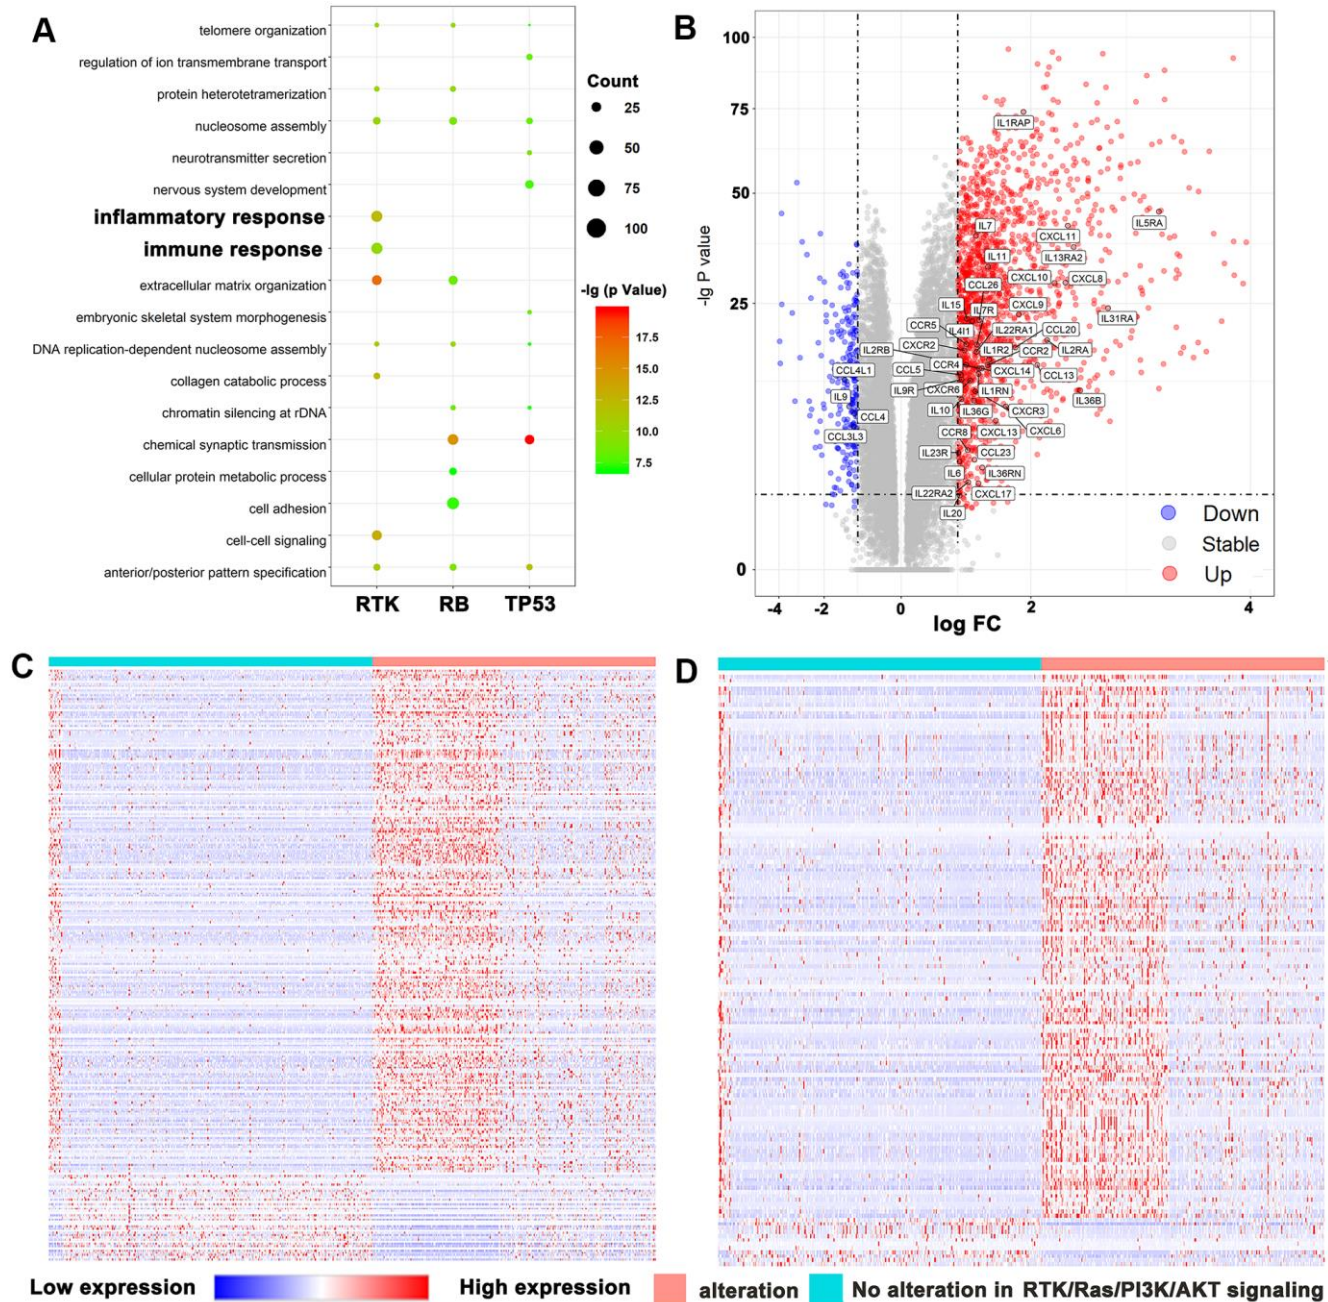 A
telomere organization
regulation of ion transmembrane transport
protein heterotetramerization
nucleosome assembly
neurotransmitter secretion
nervous system development
inflammatory response
immune response
extracellular matrix organization
embryonic skeletal system morphogenesis
DNA replication-dependent nucleosome assembly
collagen catabolic process
chromatin silencing at rDNA
chemical synaptic transmission
cellular protein metabolic process
cell adhesion
cell-cell signaling
anterior/posterior pattern specification
RTK RB TP53
Count
25
50
75
100
-lg (p Value)
17.5
15.0
12.5
10.0
7.5
B
-lg P value
100
75
50
25
0
IL1RAP
IL5RA
IL7
CXCL11
IL11
IL13RA2
CXCL10
CXCL8
CCL26
IL15
IL7R
CXCL9
IL31RA
CCR5
IL4I1
IL22RA1
CCL20
IL2RB
CXCR2
IL1R2
CCR2
IL2RA
CCL4L1
CCL5
CCR4
CXCL14
CCL13
IL9
IL9R
CXCR6
IL1RN
IL36B
CCL4
IL10
IL36G
CXCR3
CCL3L3
CCR8
CXCL13
CXCL6
IL23R
CCL23
IL6
IL36RN
IL22RA2
CXCL17
IL20
Down
Stable
Up
-4 -2 0 2 4
log FC
C
D
Low expression
High expression
alteration
No alteration in RTK/Ras/PI3K/AKT signaling